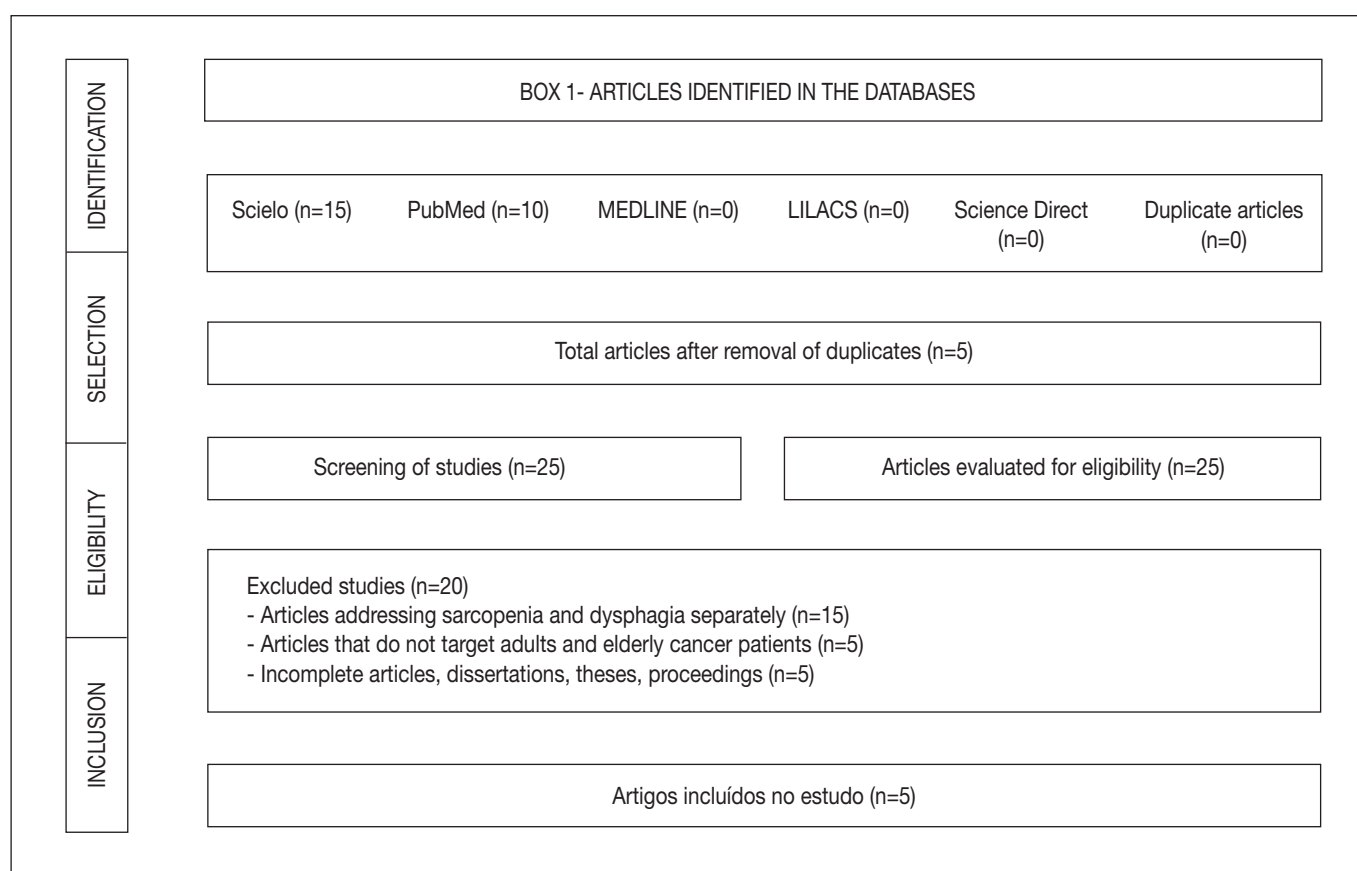 IDENTIFICATION
BOX 1- ARTICLES IDENTIFIED IN THE DATABASES
Scielo (n=15) PubMed (n=10) MEDLINE (n=0) LILACS (n=0) Science Direct (n=0) Duplicate articles (n=0)
SELECTION
Total articles after removal of duplicates (n=5)
ELIGIBILITY
Screening of studies (n=25) Articles evaluated for eligibility (n=25)
Excluded studies (n=20)
- Articles addressing sarcopenia and dysphagia separately (n=15)
- Articles that do not target adults and elderly cancer patients (n=5)
- Incomplete articles, dissertations, theses, proceedings (n=5)
INCLUSION
Artigos incluídos no estudo (n=5)